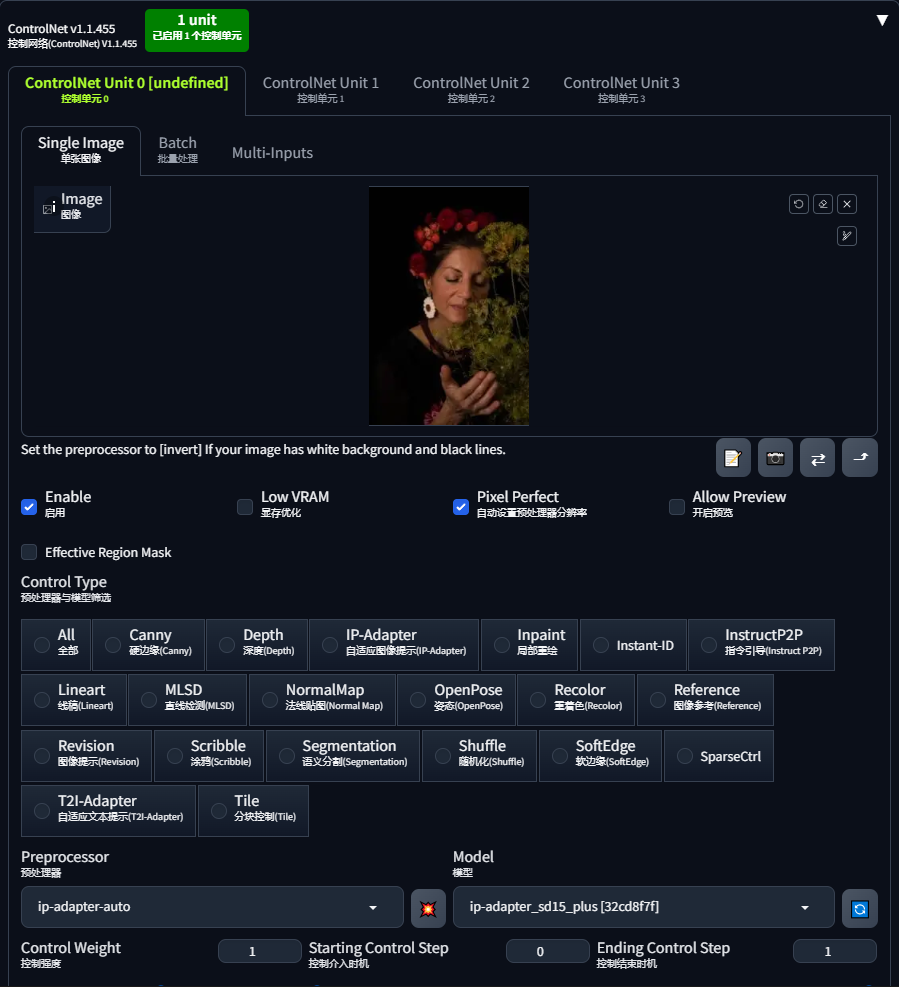 ControlNet v1.1.455
控制网络(ControlNet) V1.1.455
1 unit
已启用 1 个控制单元
▼
ControlNet Unit 0 [undefined]
控制单元 0
ControlNet Unit 1
控制单元 1
ControlNet Unit 2
控制单元 2
ControlNet Unit 3
控制单元 3
Single Image
单张图像
Batch
批量处理
Multi-Inputs
Image
图像
Set the preprocessor to [invert] If your image has white background and black lines.
Enable
启用
Low VRAM
显存优化
Pixel Perfect
自动设置预处理器分辨率
Allow Preview
开启预览
Effective Region Mask
Control Type
预处理器与模型筛选
All
全部
Canny
硬边缘(Canny)
Depth
深度(Depth)
IP-Adapter
自适应图像提示(IP-Adapter)
Inpaint
局部重绘
Instant-ID
InstructP2P
指令引导(Instruct P2P)
Lineart
线稿(Lineart)
MLSD
直线检测(MLSD)
NormalMap
法线贴图(Normal Map)
OpenPose
姿态(OpenPose)
Recolor
重着色(Recolor)
Reference
图像参考(Reference)
Revision
图像提示(Revision)
Scribble
涂鸦(Scribble)
Segmentation
语义分割(Segmentation)
Shuffle
随机化(Shuffle)
SoftEdge
软边缘(SoftEdge)
SparseCtrl
T2I-Adapter
自适应文本提示(T2I-Adapter)
Tile
分块控制(Tile)
Preprocessor
预处理器
Model
模型
ip-adapter-auto
ip-adapter_sd15_plus [32cd8f7f]
Control Weight
控制强度
1
Starting Control Step
控制介入时机
0
Ending Control Step
控制结束时机
1